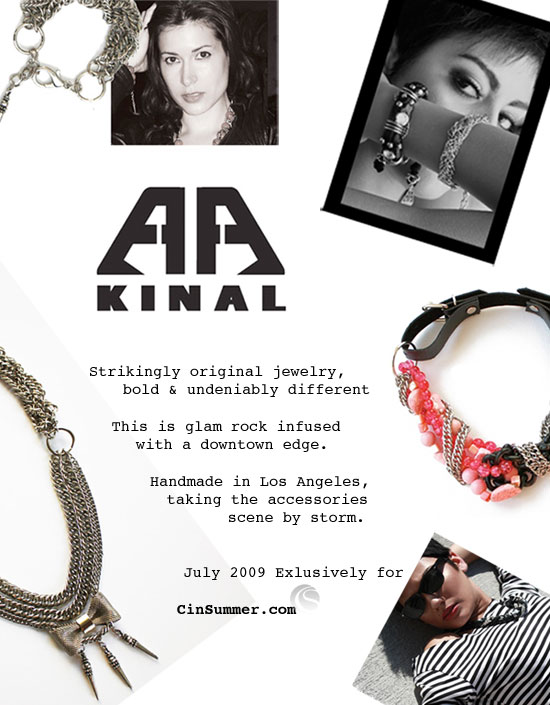 AA
KINAL
Strikingly original jewelry,
bold & undeniably different
This is glam rock infused
with a downtown edge.
Handmade in Los Angeles,
taking the accessories
scene by storm.
July 2009 Exlusively for
CinSummer.com